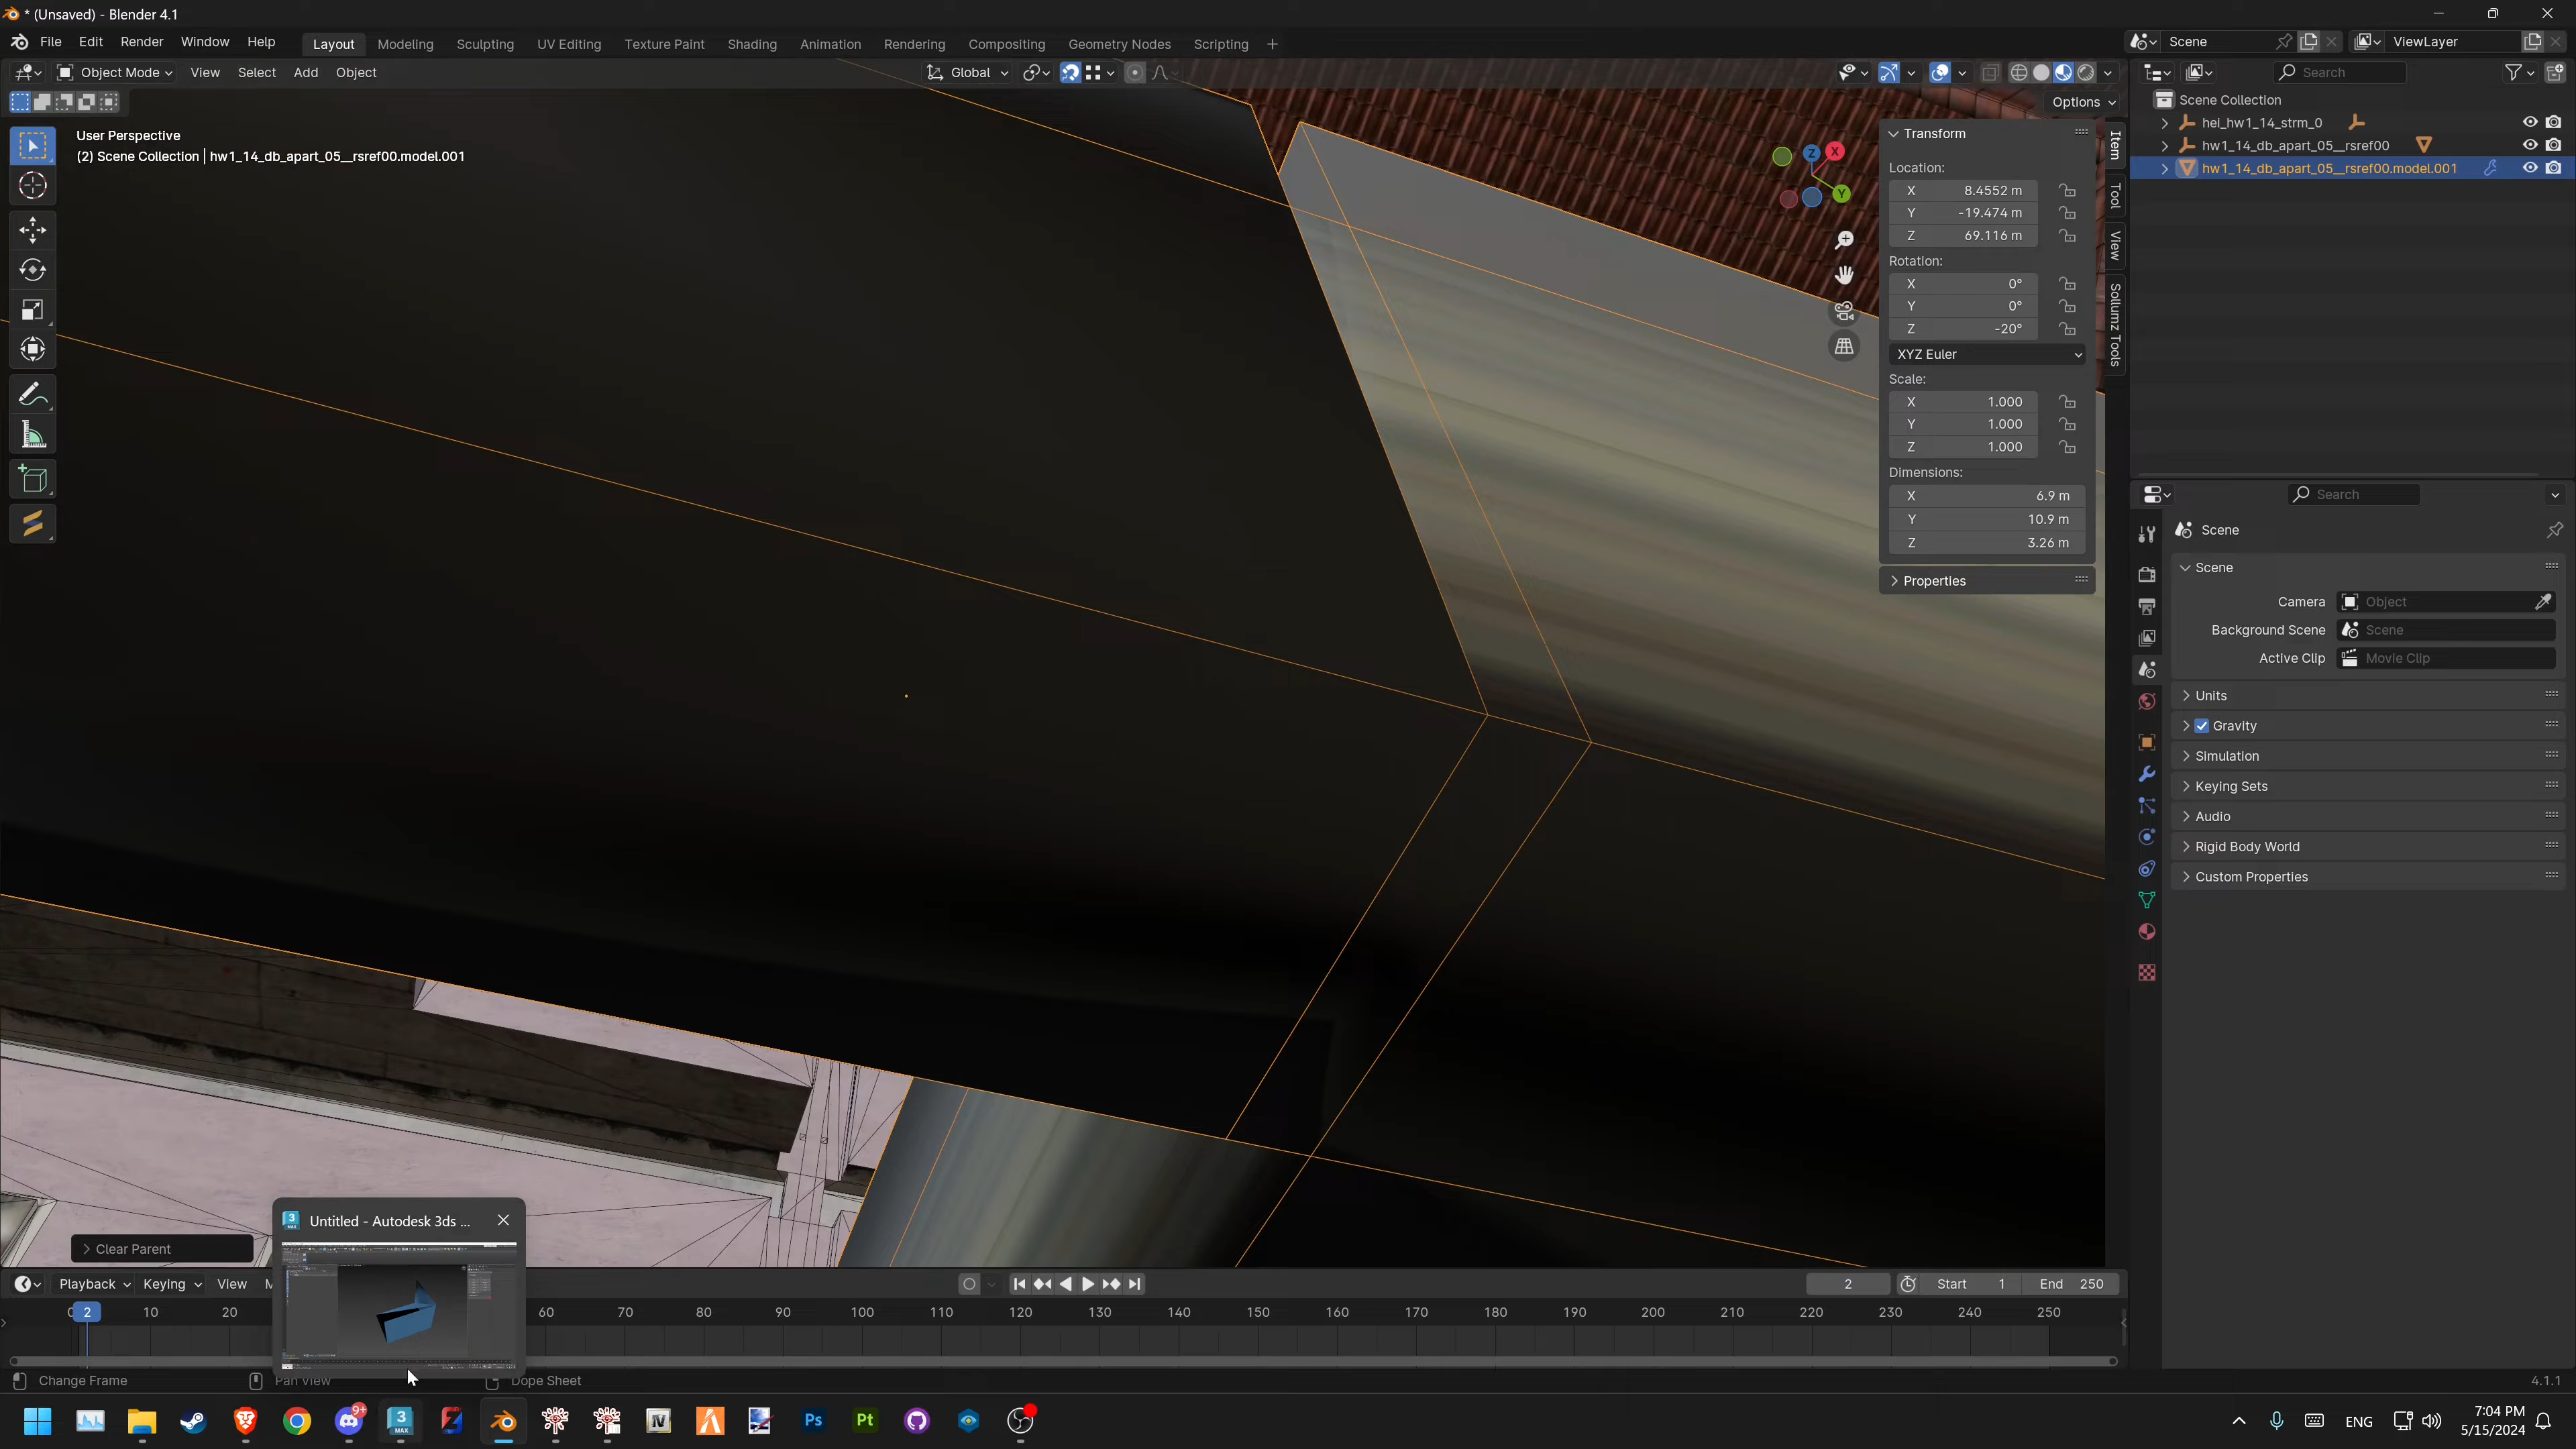 * (Unsaved) - Blender 4.1
File Edit Render Window Help Layout Modeling Sculpting UV Editing Texture Paint Shading Animation Rendering Compositing Geometry Nodes Scripting Scene ViewLayer
Object Mode View Select Add Object Global Search
Options
User Perspective
(2) Scene Collection | hw1_14_db_apart_05__rsref00.model.001
Transform
Location:
X 8.4552 m
Y -19.474 m
Z 69.116 m
Rotation:
X 0°
Y 0°
Z -20°
XYZ Euler
Scale:
X 1.000
Y 1.000
Z 1.000
Dimensions:
X 6.9 m
Y 10.9 m
Z 3.26 m
Properties
Z X Y
Item
Tool
View
Sollumz Tools
Scene Collection
hei_hw1_14_strm_0
hw1_14_db_apart_05__rsref00
hw1_14_db_apart_05__rsref00.model.001
Search
Scene
Scene
Camera Object
Background Scene Scene
Active Clip Movie Clip
Units
Gravity
Simulation
Keying Sets
Audio
Rigid Body World
Custom Properties
Untitled - Autodesk 3ds ...
Clear Parent
Playback Keying View 2 Start 1 End 250
2 10 20 60 70 80 90 100 110 120 130 140 150 160 170 180 190 200 210 220 230 240 250
Change Frame Pan View Dope Sheet 4.1.1
9+
3
MAX
Ps
Pt
ENG
7:04 PM
5/15/2024